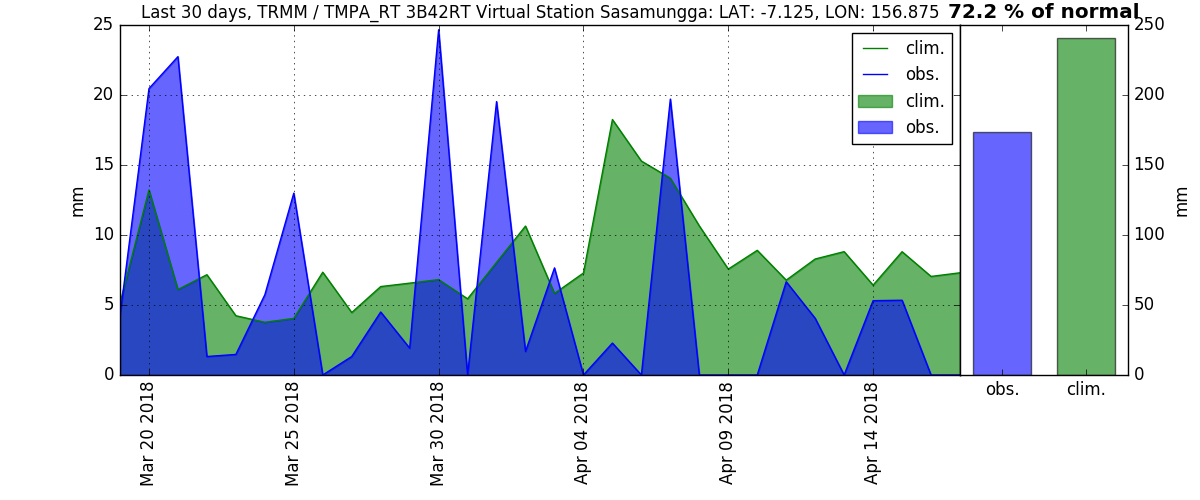 Last 30 days, TRMM / TMPA_RT 3B42RT Virtual Station Sasamungga: LAT: -7.125, LON: 156.875 72.2 % of normal
25
20
15
10
5
0
mm
clim.
obs.
clim.
obs.
250
200
150
100
50
0
mm
obs. clim.
Mar 20 2018
Mar 25 2018
Mar 30 2018
Apr 04 2018
Apr 09 2018
Apr 14 2018